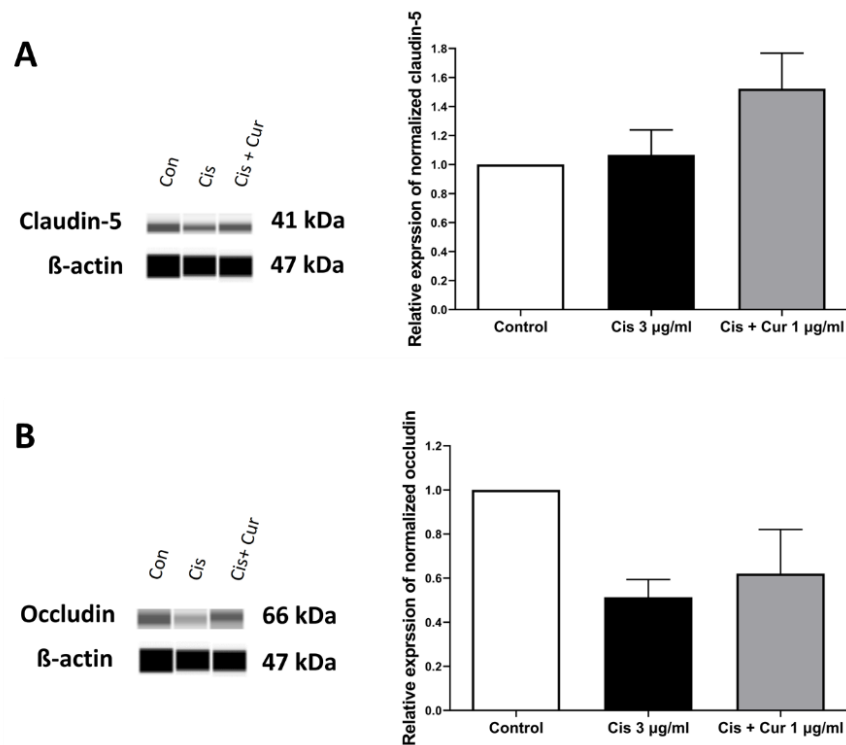 A
Con
Cis
Cis + Cur
Claudin-5
41 kDa
ß-actin
47 kDa
Relative exprssion of normalized claudin-5
1.8
1.6
1.4
1.2
1.0
0.8
0.6
0.4
0.2
0.0
Control
Cis 3 µg/ml
Cis + Cur 1 µg/ml
B
Con
Cis
Cis+ Cur
Occludin
66 kDa
ß-actin
47 kDa
Relative exprssion of normalized occludin
1.2
1.0
0.8
0.6
0.4
0.2
0.0
Control
Cis 3 µg/ml
Cis + Cur 1 µg/ml